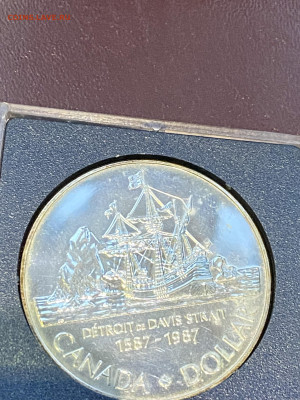 DÉTROIT DE DAVIS STRAIT
1587-1987
CANADA DOLLAR